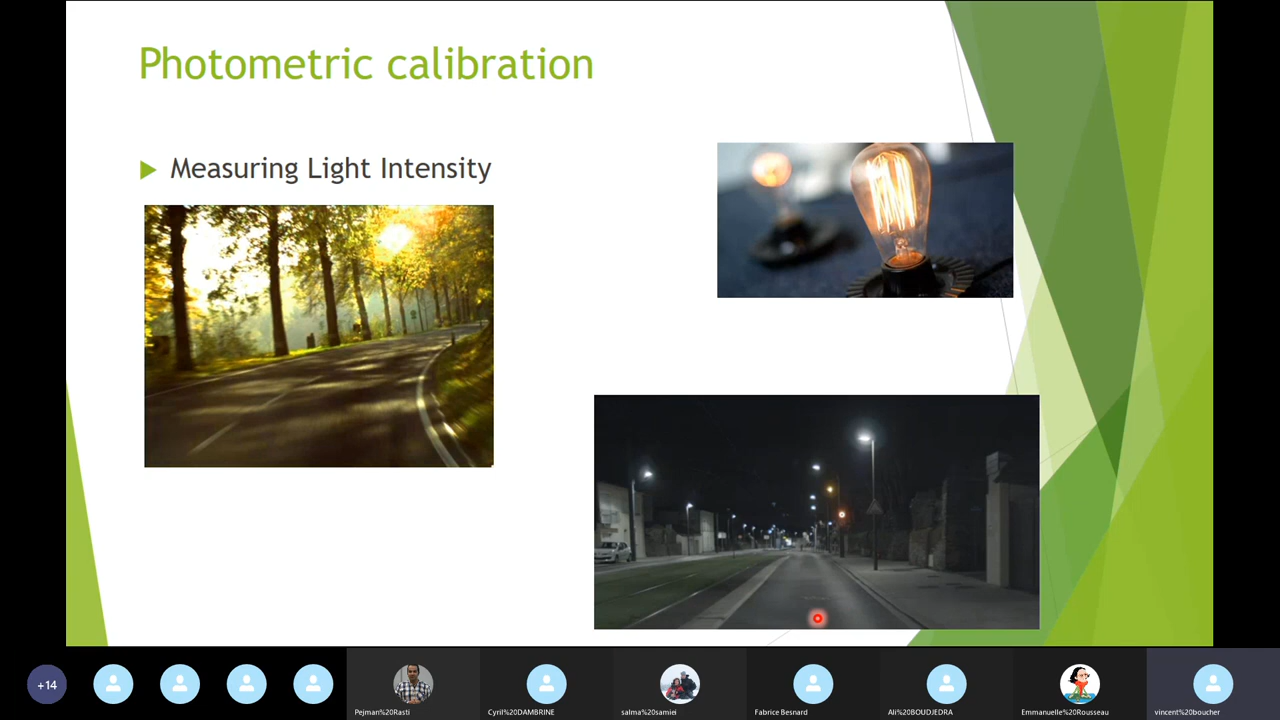 Photometric calibration
Measuring Light Intensity
+14
Pejman%20Rasti
Cyril%20DAMBRINE
salma%20samiei
Fabrice Besnard
Ali%20BOUDJEDRA
Emmanuelle%20Rousseau
vincent%20boucher